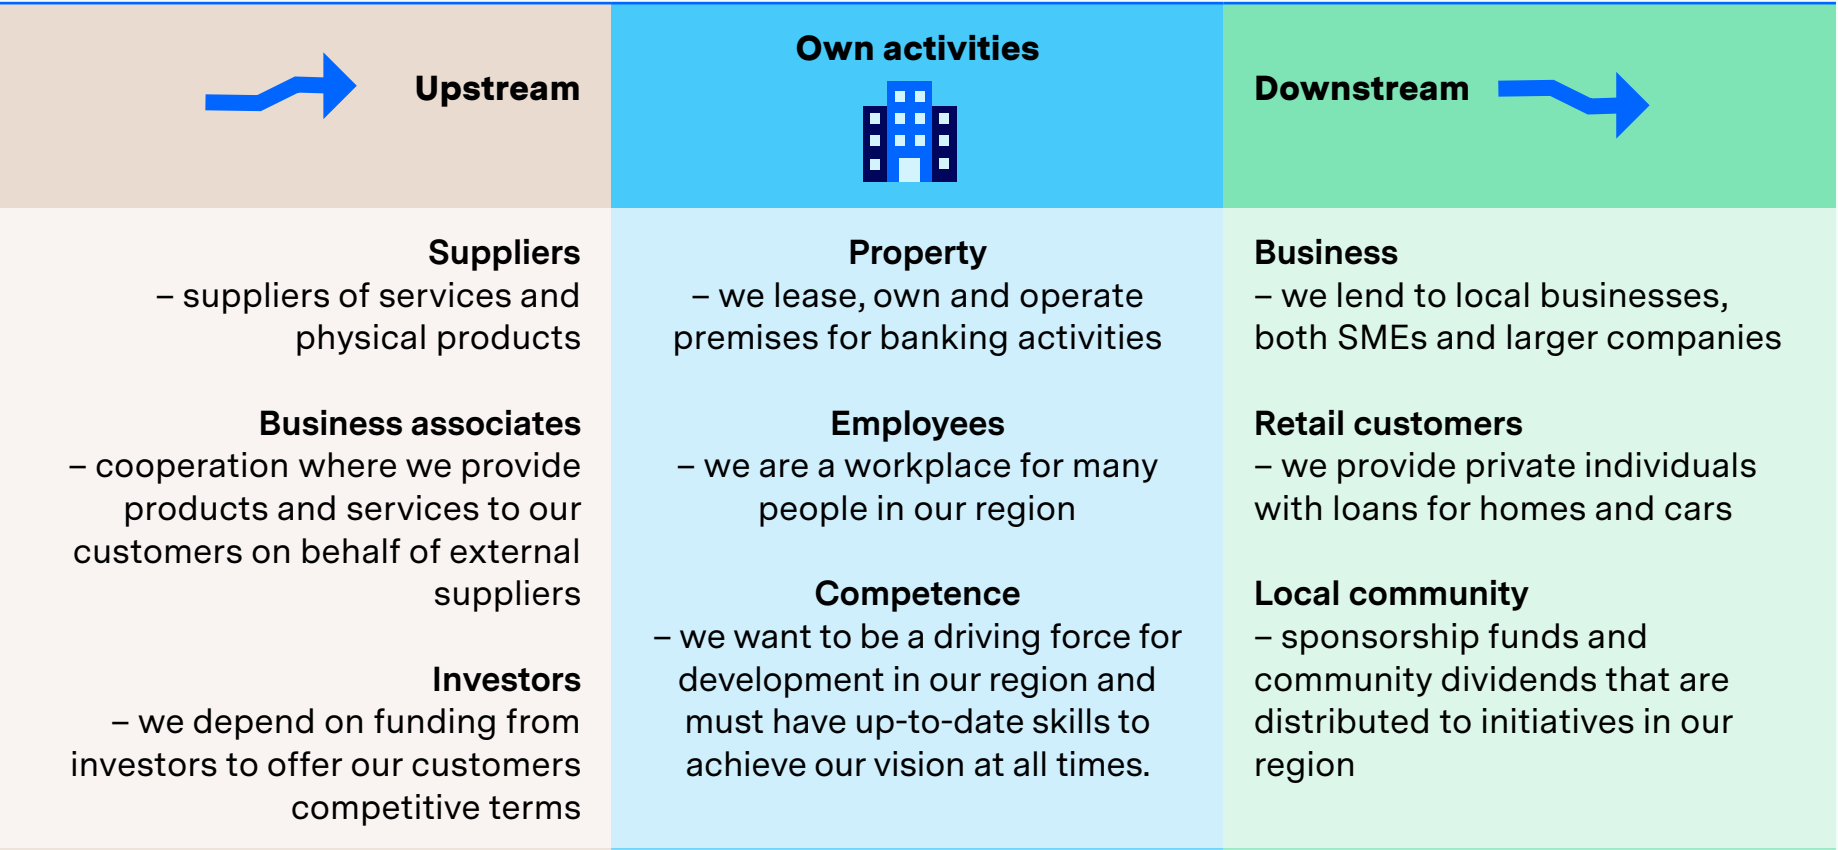 Upstream
Suppliers
– suppliers of services and
physical products
Business associates
– cooperation where we provide
products and services to our
customers on behalf of external
suppliers
Investors
– we depend on funding from
investors to offer our customers
competitive terms
Own activities
Property
– we lease, own and operate
premises for banking activities
Employees
– we are a workplace for many
people in our region
Competence
– we want to be a driving force for
development in our region and
must have up-to-date skills to
achieve our vision at all times.
Downstream
Business
– we lend to local businesses,
both SMEs and larger companies
Retail customers
– we provide private individuals
with loans for homes and cars
Local community
– sponsorship funds and
community dividends that are
distributed to initiatives in our
region